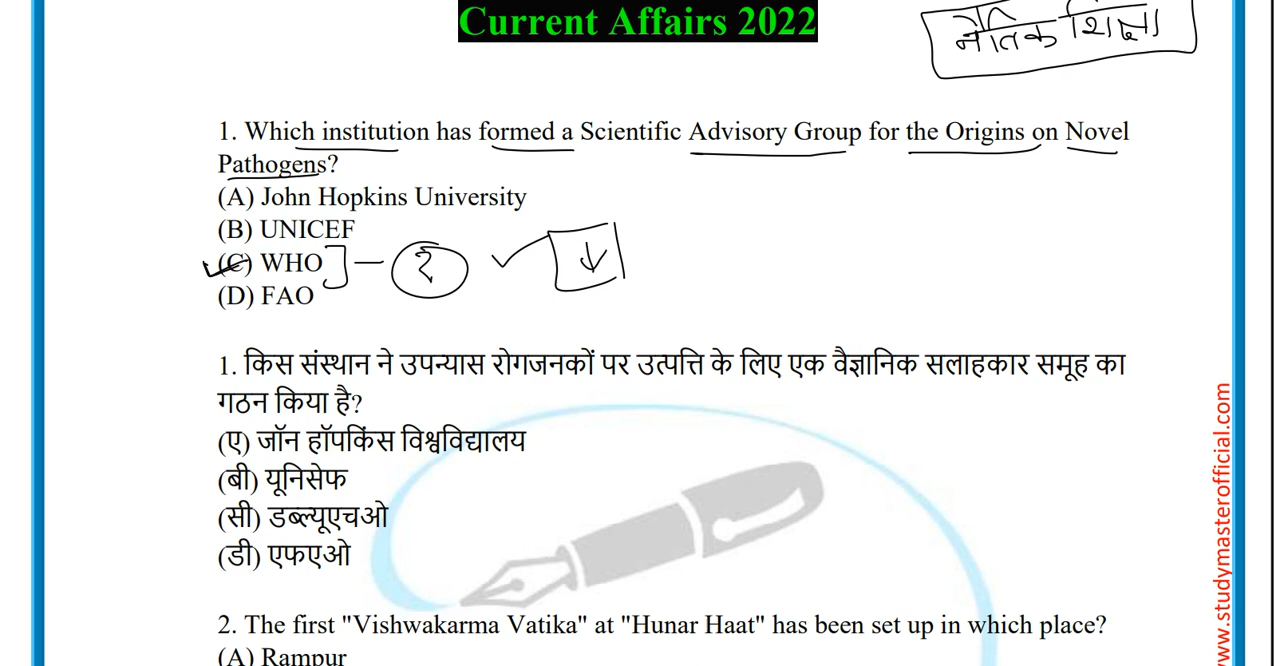 Current Affairs 2022
नैतिक शिक्षा
1. Which institution has formed a Scientific Advisory Group for the Origins on Novel
Pathogens?
(A) John Hopkins University
(B) UNICEF
(C) WHO
(D) FAO
1. किस संस्थान ने उपन्यास रोगजनकों पर उत्पत्ति के लिए एक वैज्ञानिक सलाहकार समूह का
गठन किया है?
(ए) जॉन हॉपकिंस विश्वविद्यालय
(बी) यूनिसेफ
(सी) डब्ल्यूएचओ
(डी) एफएओ
2. The first "Vishwakarma Vatika" at "Hunar Haat" has been set up in which place?
(A) Rampur
www.studymasterofficial.com